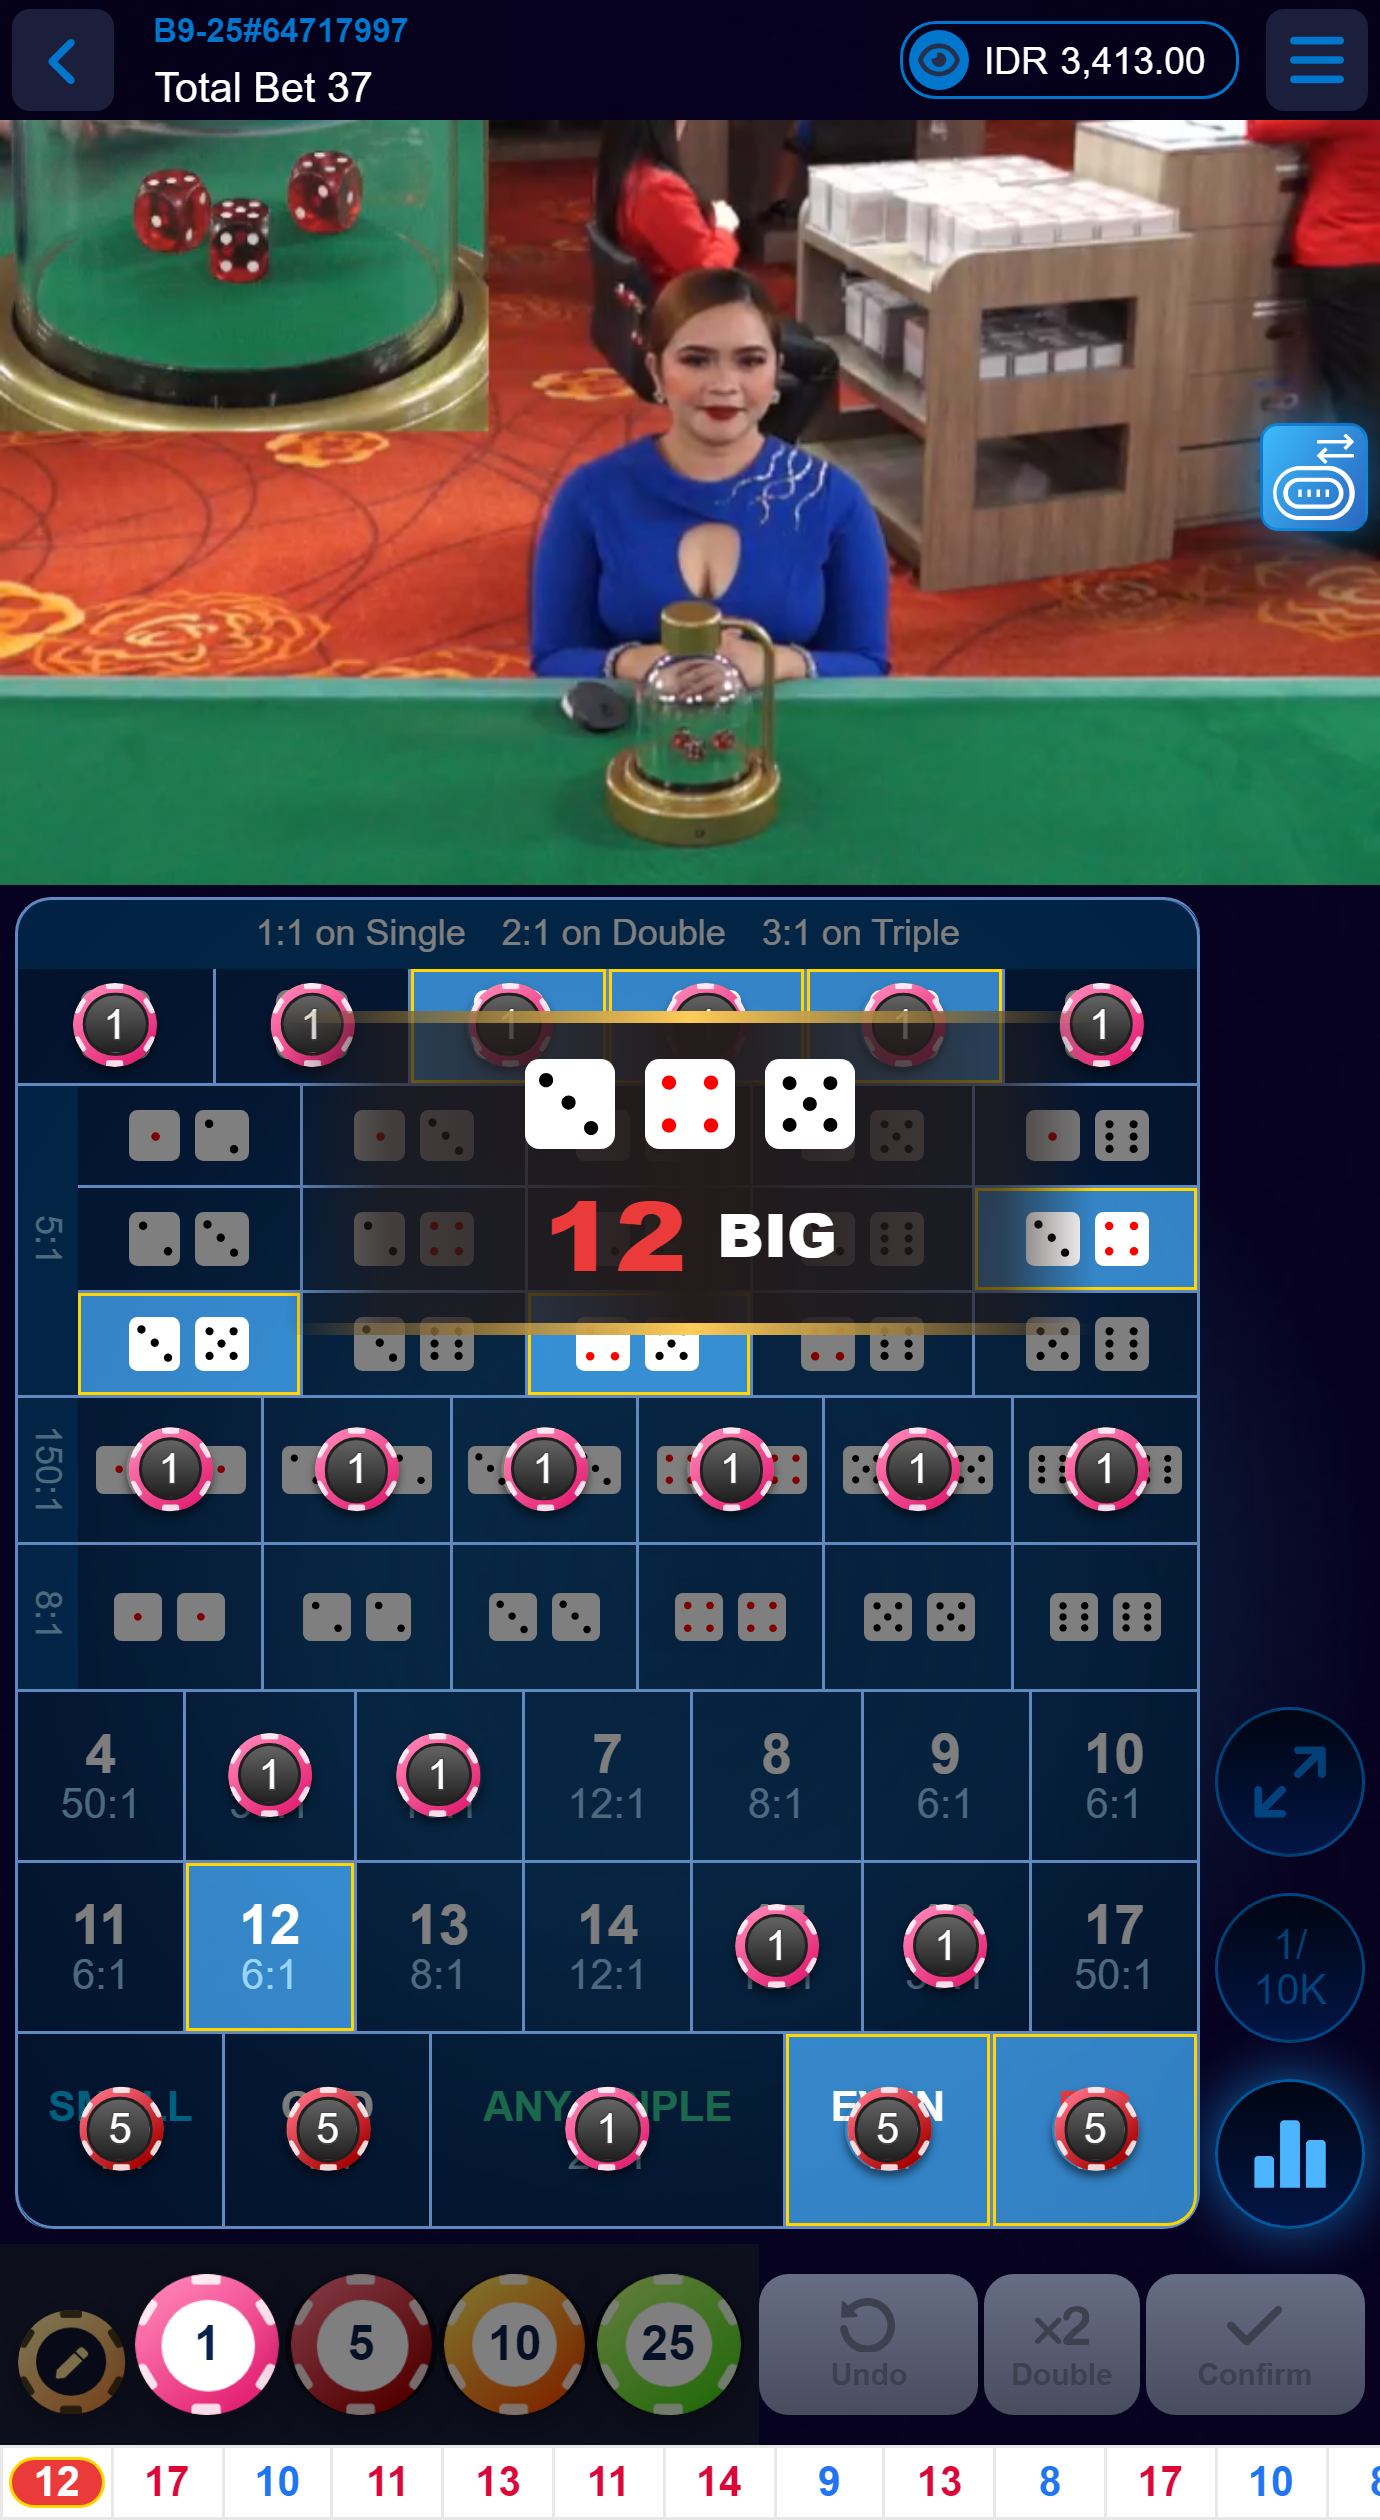 B9-25#64717997
Total Bet 37
IDR 3,413.00
1:1 on Single 2:1 on Double 3:1 on Triple
1 1 1 1 1 1
12 BIG
5:1
150:1
1 1 1 1 1 1
8:1
4 1 1 7 8 9 10
50:1 12:1 8:1 6:1 6:1
11 12 13 14 1 1 17
6:1 6:1 8:1 12:1 50:1
1/
10K
ANY
5 5 1 5 5
1 5 10 25
x2
Undo Double Confirm
12 17 10 11 13 11 14 9 13 8 17 10